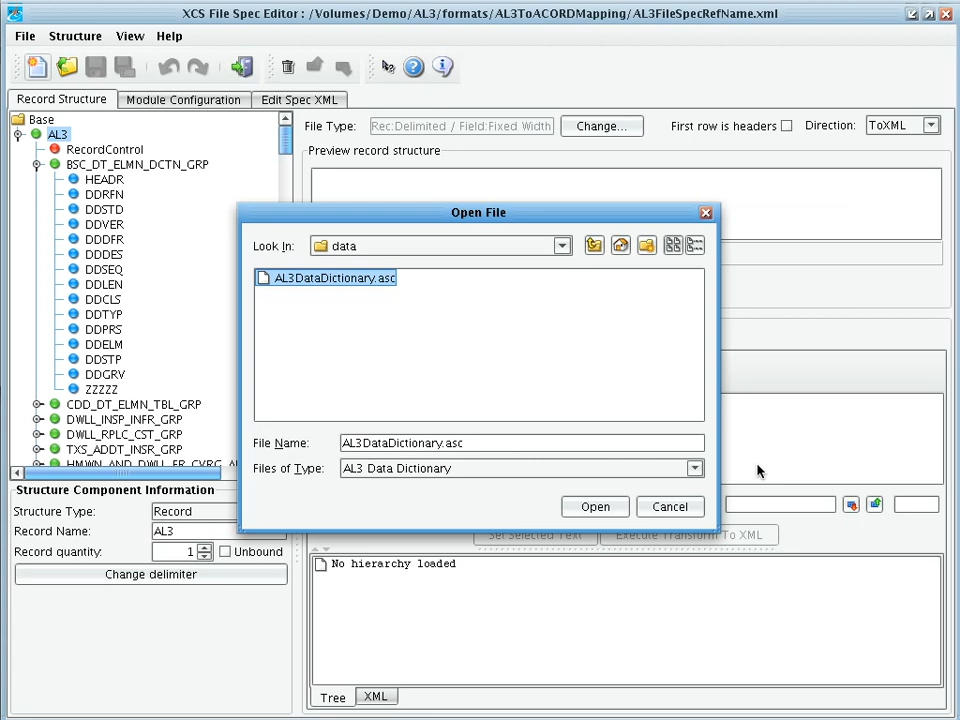 XCS File Spec Editor : /Volumes/Demo/AL3/formats/AL3ToACORDMapping/AL3FileSpecRefName.xml
File Structure View Help
Record Structure Module Configuration Edit Spec XML
Base
AL3
RecordControl
BSC_DT_ELMN_DCTN_GRP
HEADR
DDRFN
DDSTD
DDVER
DDDFR
DDDES
DDSEQ
DDLEN
DDCLS
DDTYP
DDPRS
DDELM
DDSTP
DDGRV
ZZZZZ
CDD_DT_ELMN_TBL_GRP
DWLL_INSP_INFR_GRP
DWLL_RPLC_CST_GRP
TXS_ADDT_INSR_GRP
HMWN_AND_DWLL_FR_CVRG_A
Structure Component Information
Structure Type: Record
Record Name: AL3
Record quantity: 1 Unbound
Change delimiter
File Type: Rec:Delimited / Field:Fixed Width Change... First row is headers Direction: ToXML
Preview record structure
Open File
Look In: data
AL3DataDictionary.asc
File Name: AL3DataDictionary.asc
Files of Type: AL3 Data Dictionary
Open Cancel
Set Selected Text Execute Transform To XML
No hierarchy loaded
Tree XML